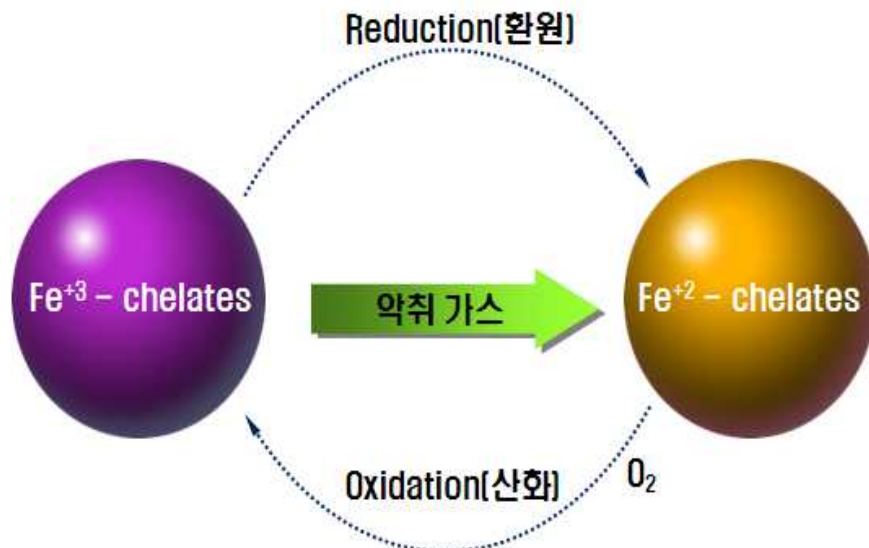 Reduction(환원)
Fe⁺³ – chelates
악취 가스
Fe⁺² – chelates
Oxidation(산화)
O₂